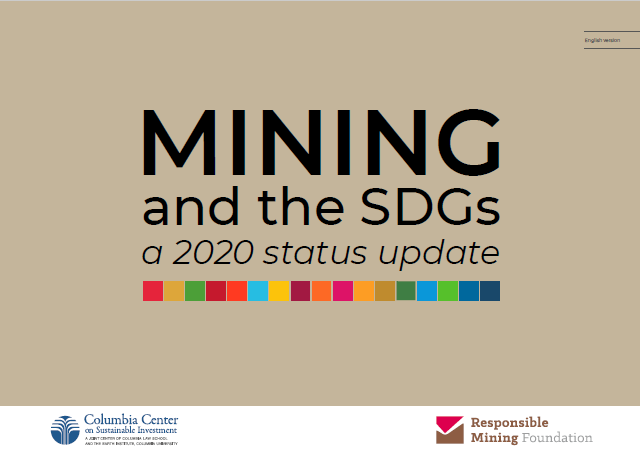 English version
MINING
and the SDGs
a 2020 status update
Columbia Center
on Sustainable Investment
A JOINT CENTER OF COLUMBIA LAW SCHOOL
AND THE EARTH INSTITUTE, COLUMBIA UNIVERSITY
Responsible
Mining Foundation